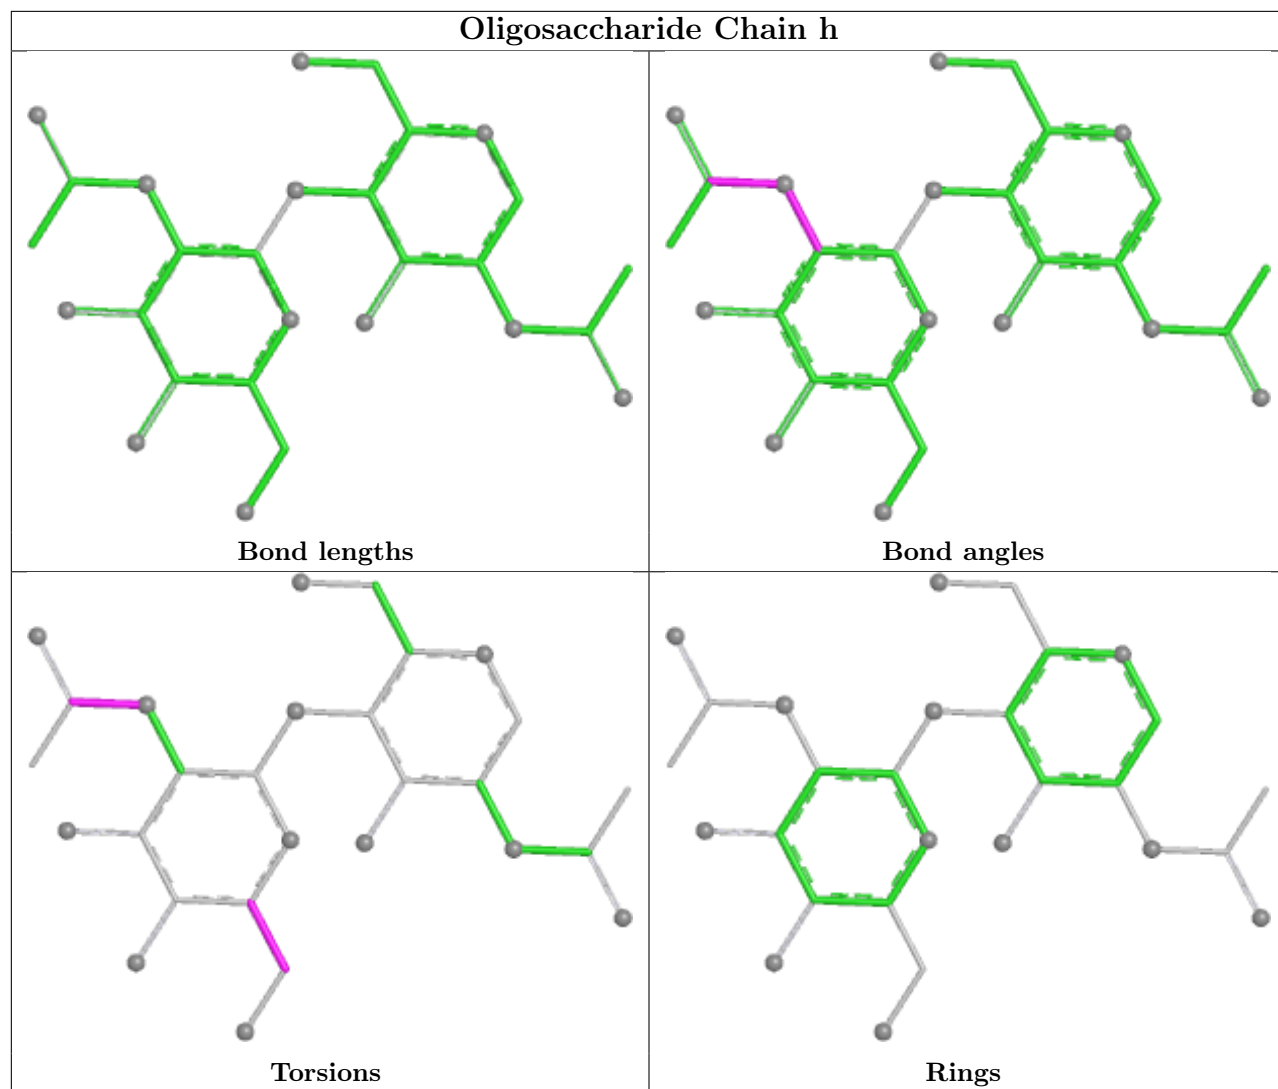 Oligosaccharide Chain h
Bond lengths
Bond angles
Torsions
Rings